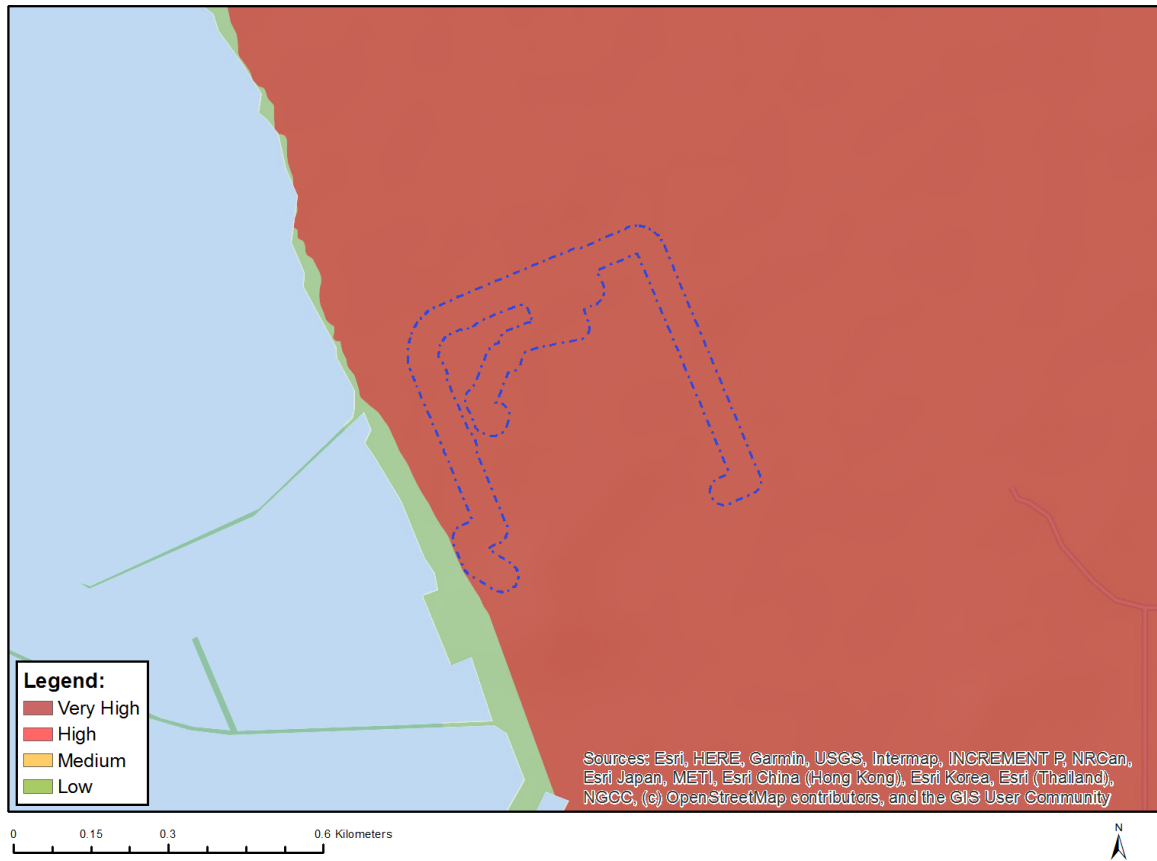 Legend:
Very High
High
Medium
Low
Sources: Esri, HERE, Garmin, USGS, Intermap, INCREMENT P, NRCan,
Esri Japan, METI, Esri China (Hong Kong), Esri Korea, Esri (Thailand),
NGCC, (c) OpenStreetMap contributors, and the GIS User Community
0 0.15 0.3 0.6 Kilometers
N